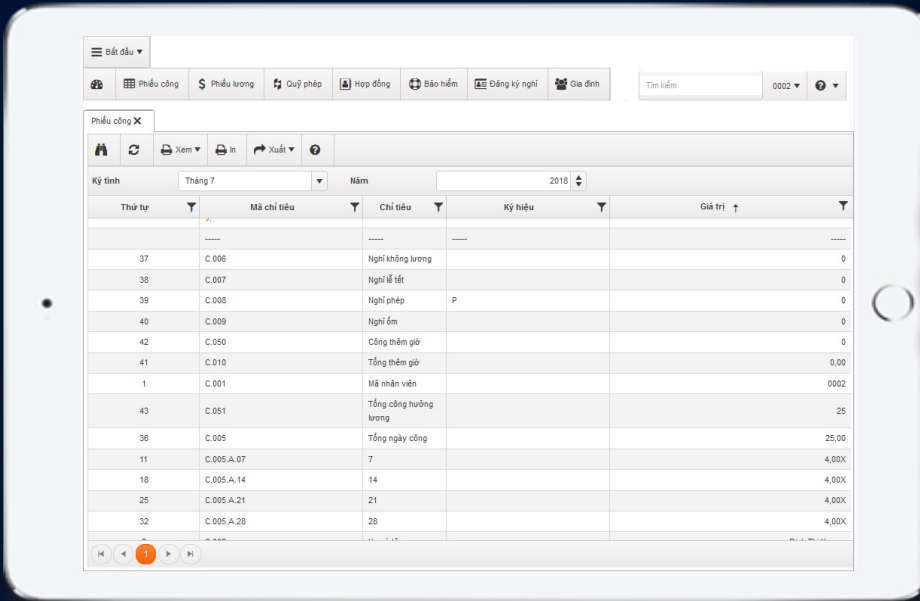 Bắt đầu
Phiếu công Phiếu lương Quỹ phép Hợp đồng Bảo hiểm Đăng ký nghỉ Gia đình Tìm kiếm 0002
Phiếu công X
Xem In Xuất
Kỳ tính Tháng 7 Năm 2018
Thứ tự Mã chỉ tiêu Chỉ tiêu Ký hiệu Giá trị ↑
----- ----- ----- -----
37 C.006 Nghỉ không lương 0
38 C.007 Nghỉ lễ tết 0
39 C.008 Nghỉ phép P 0
40 C.009 Nghỉ ốm 0
42 C.050 Công thêm giờ 0
41 C.010 Tổng thêm giờ 0,00
1 C.001 Mã nhân viên 0002
43 C.051 Tổng công hưởng 25
lương
36 C.005 Tổng ngày công 25,00
11 C.005.A.07 7 4,00X
18 C.005.A.14 14 4,00X
25 C.005.A.21 21 4,00X
32 C.005.A.28 28 4,00X
1